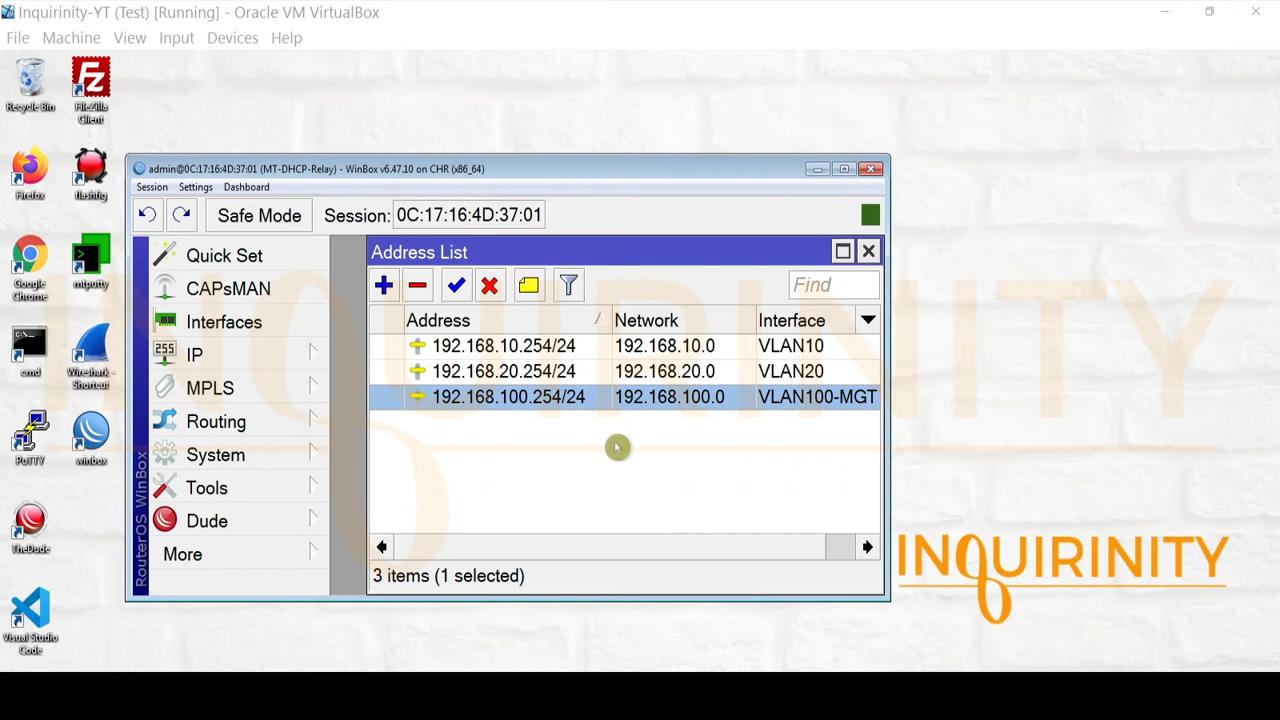 Inquirinity-YT (Test) [Running] - Oracle VM VirtualBox
File Machine View Input Devices Help
Recycle Bin
FileZilla Client
Firefox
flashfig
Google Chrome
mtputty
cmd
Wireshark - Shortcut
PuTTY
winbox
TheDude
Visual Studio Code
admin@0C:17:16:4D:37:01 (MT-DHCP-Relay) - WinBox v6.47.10 on CHR (x86_64)
Session Settings Dashboard
Safe Mode Session: 0C:17:16:4D:37:01
RouterOS WinBox
Quick Set
CAPsMAN
Interfaces
255 IP
MPLS
Routing
System
Tools
Dude
More
Address List
Find
Address / Network Interface
192.168.10.254/24 192.168.10.0 VLAN10
192.168.20.254/24 192.168.20.0 VLAN20
192.168.100.254/24 192.168.100.0 VLAN100-MGT
3 items (1 selected)
INQUIRINITY
INQUIRINITY